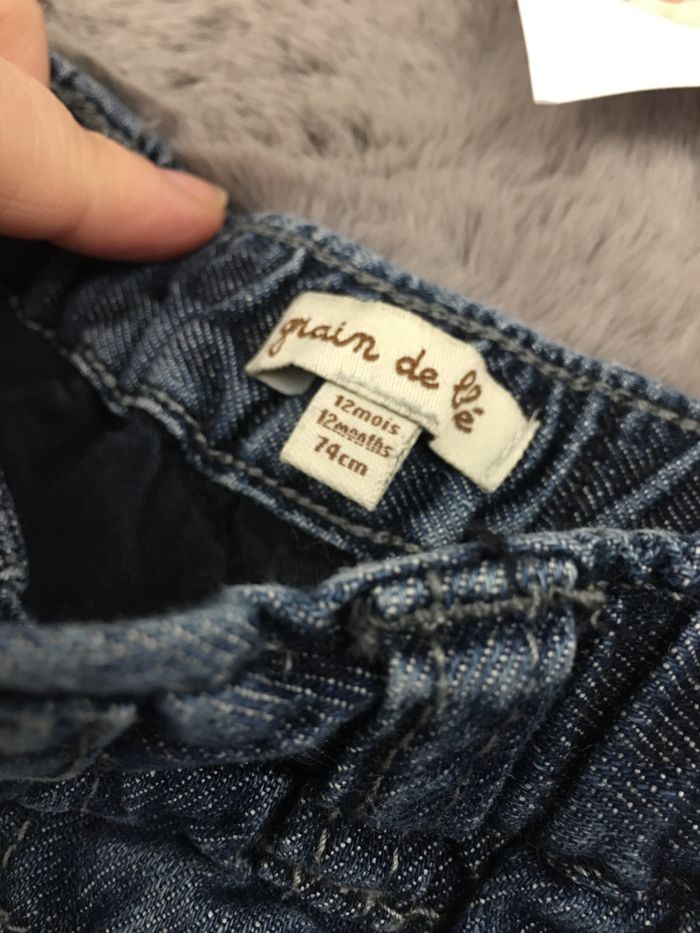 grain de blé
12mois
12months
74cm